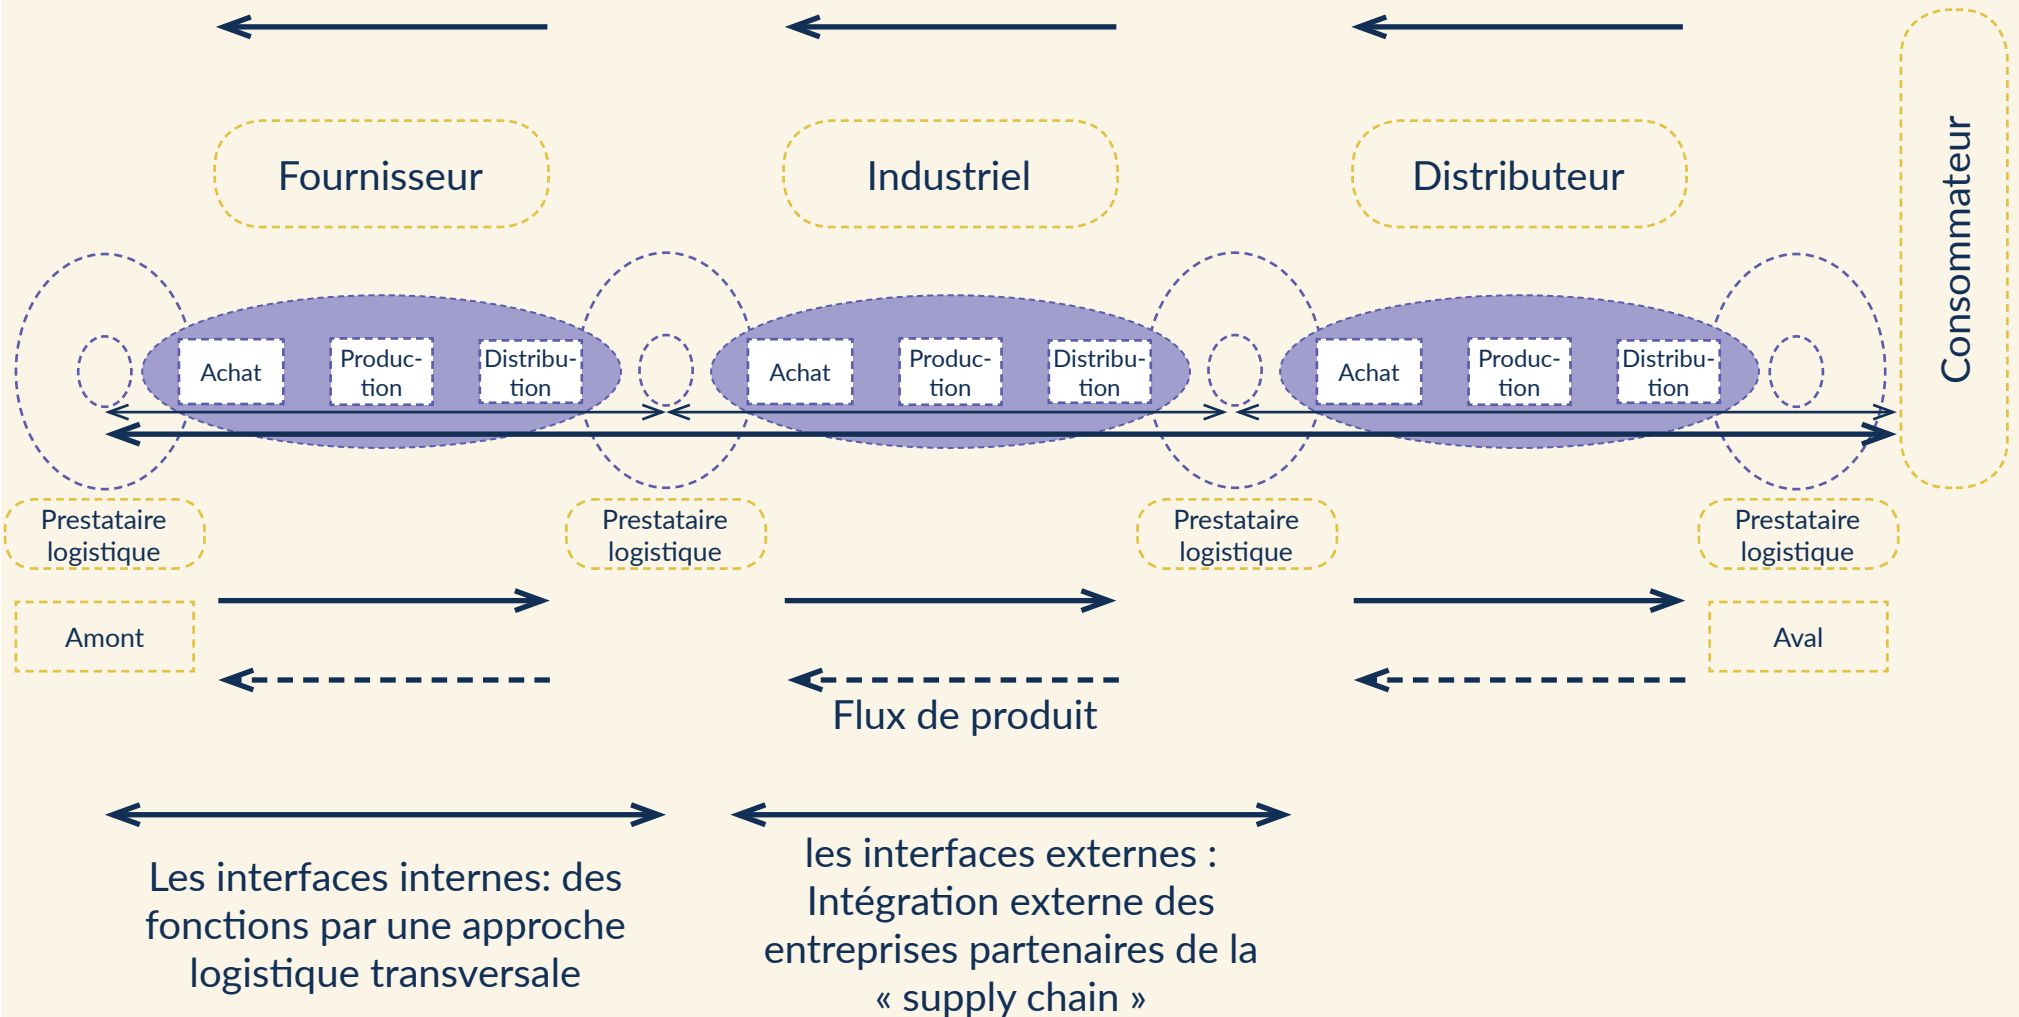 Fournisseur
Industriel
Distributeur
Consommateur
Achat
Produc-
tion
Distribu-
tion
Achat
Produc-
tion
Distribu-
tion
Achat
Produc-
tion
Distribu-
tion
Prestataire
logistique
Prestataire
logistique
Prestataire
logistique
Prestataire
logistique
Amont
Aval
Flux de produit
Les interfaces internes: des
fonctions par une approche
logistique transversale
les interfaces externes :
Intégration externe des
entreprises partenaires de la
« supply chain »